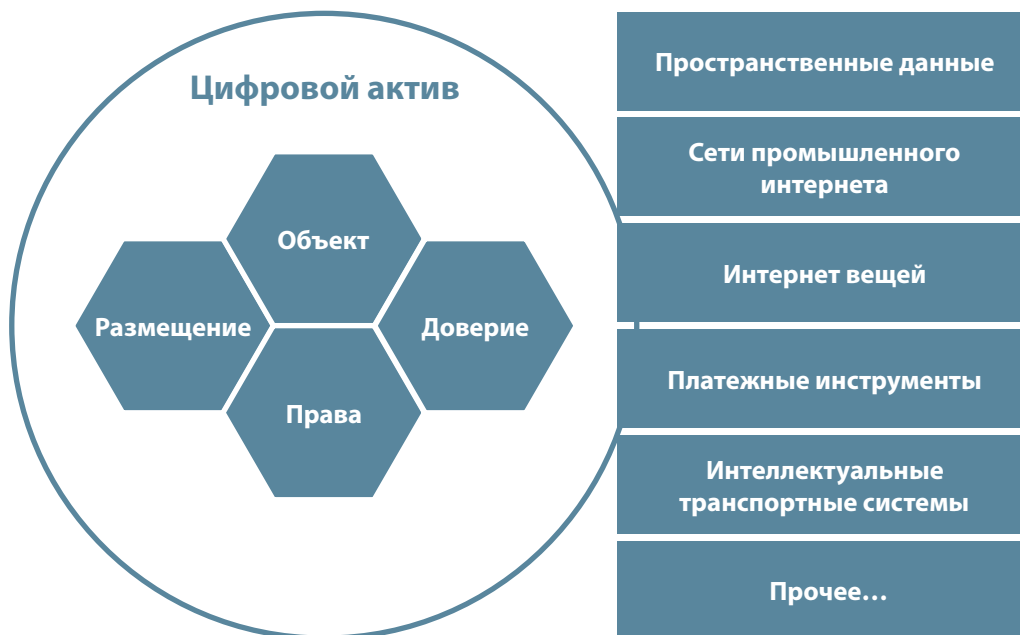 Цифровой актив
Объект
Размещение
Доверие
Права
Пространственные данные
Сети промышленного
интернета
Интернет вещей
Платежные инструменты
Интеллектуальные
транспортные системы
Прочее...